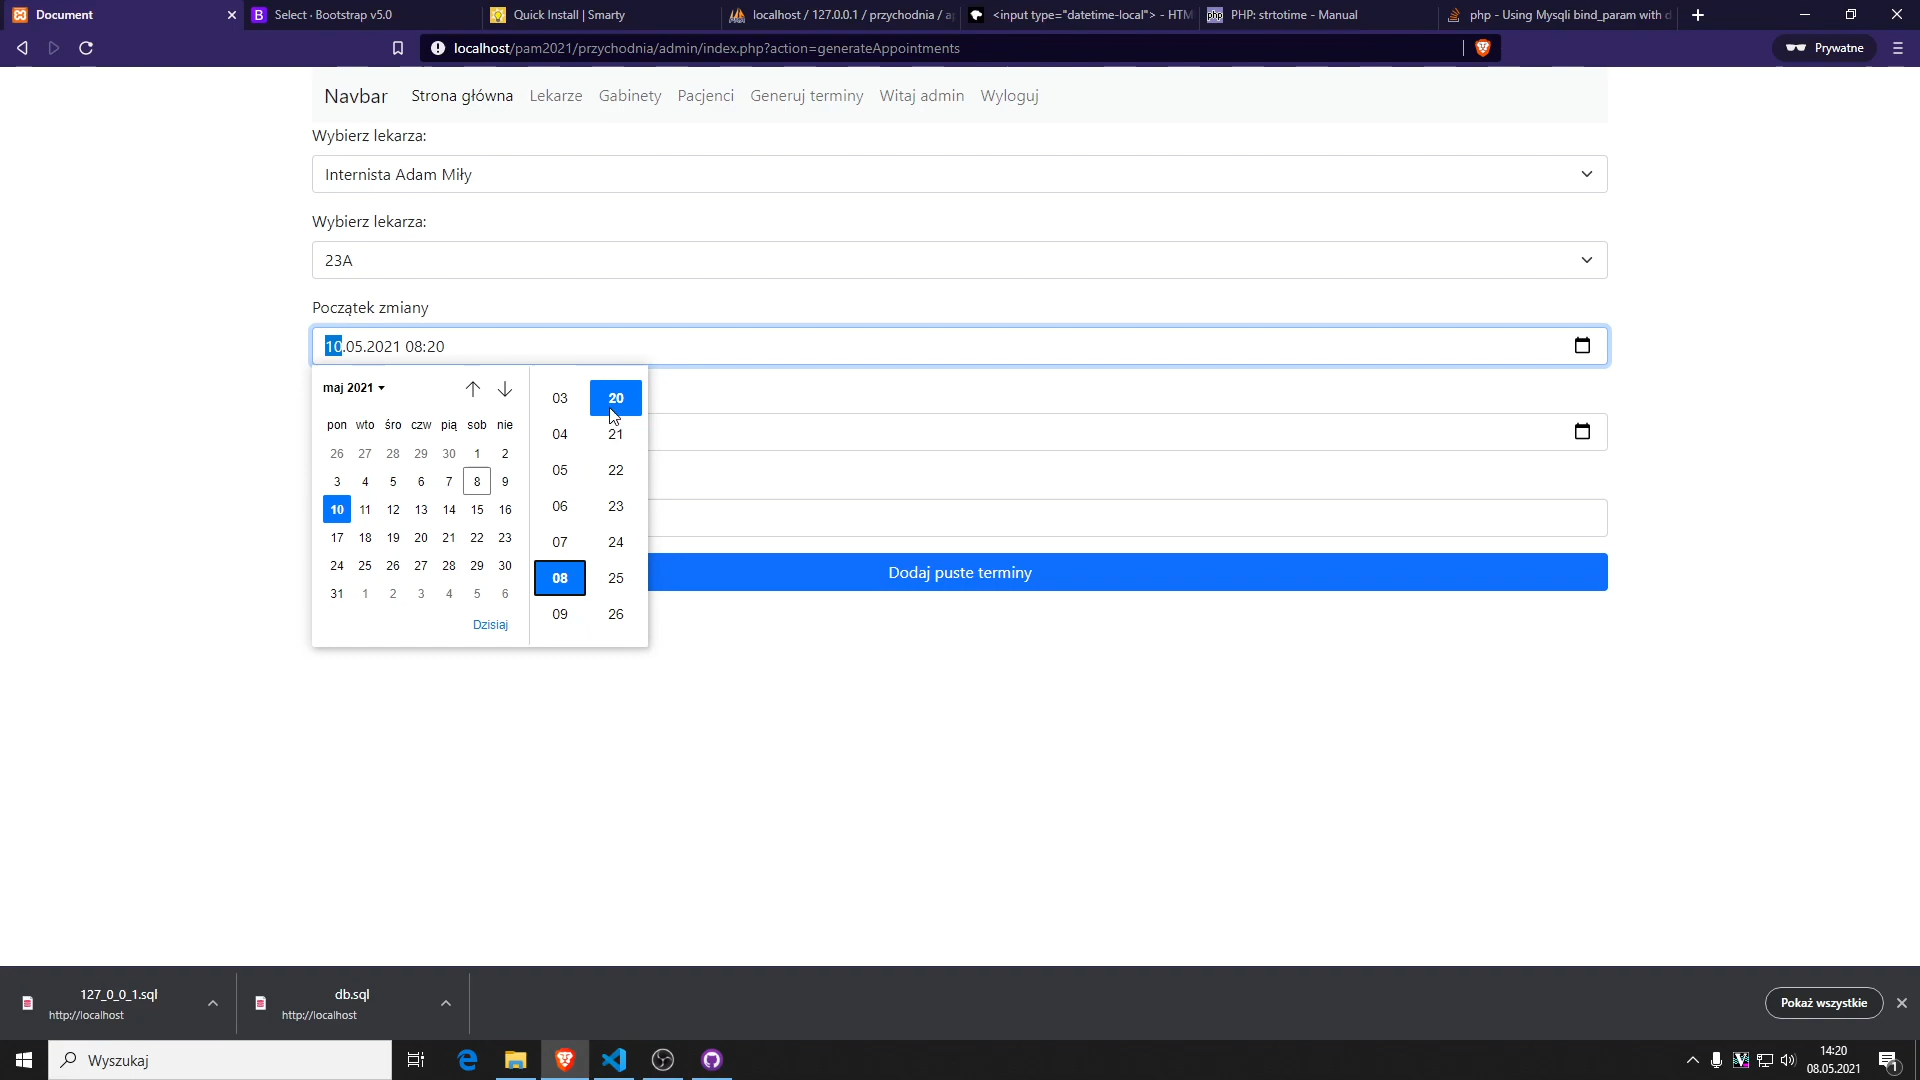 Document
Select · Bootstrap v5.0
Quick Install | Smarty
localhost / 127.0.0.1 / przychodnia / a
<input type="datetime-local"> - HTM
PHP: strtotime - Manual
php - Using Mysqli bind_param with d
localhost/pam2021/przychodnia/admin/index.php?action=generateAppointments
Prywatne
Navbar Strona główna Lekarze Gabinety Pacjenci Generuj terminy Witaj admin Wyloguj
Wybierz lekarza:
Internista Adam Miły
Wybierz lekarza:
23A
Początek zmiany
10.05.2021 08:20
maj 2021
pon wto śro czw pią sob nie
26 27 28 29 30 1 2
3 4 5 6 7 8 9
10 11 12 13 14 15 16
17 18 19 20 21 22 23
24 25 26 27 28 29 30
31 1 2 3 4 5 6
Dzisiaj
03 20
04 21
05 22
06 23
07 24
08 25
09 26
Dodaj puste terminy
127_0_0_1.sql
http://localhost
db.sql
http://localhost
Pokaż wszystkie
Wyszukaj
14:20
08.05.2021
1